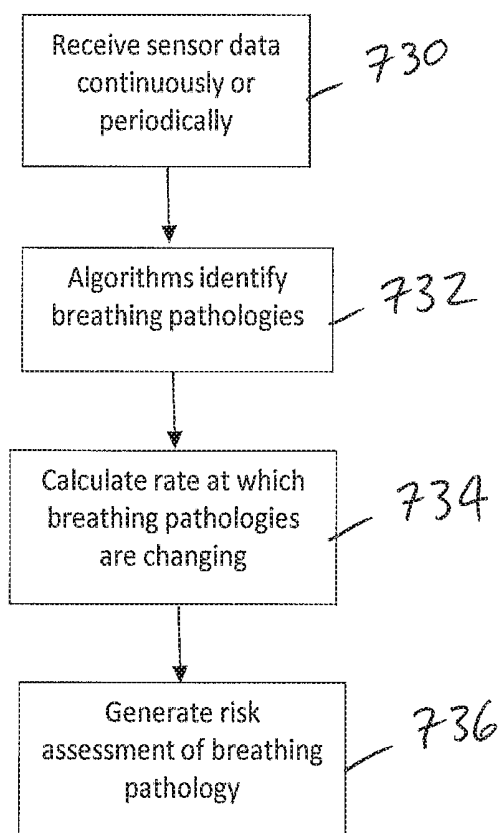 Receive sensor data
continuously or
periodically
730
Algorithms identify
breathing pathologies
732
Calculate rate at which
breathing pathologies
are changing
734
Generate risk
assessment of breathing
pathology
736